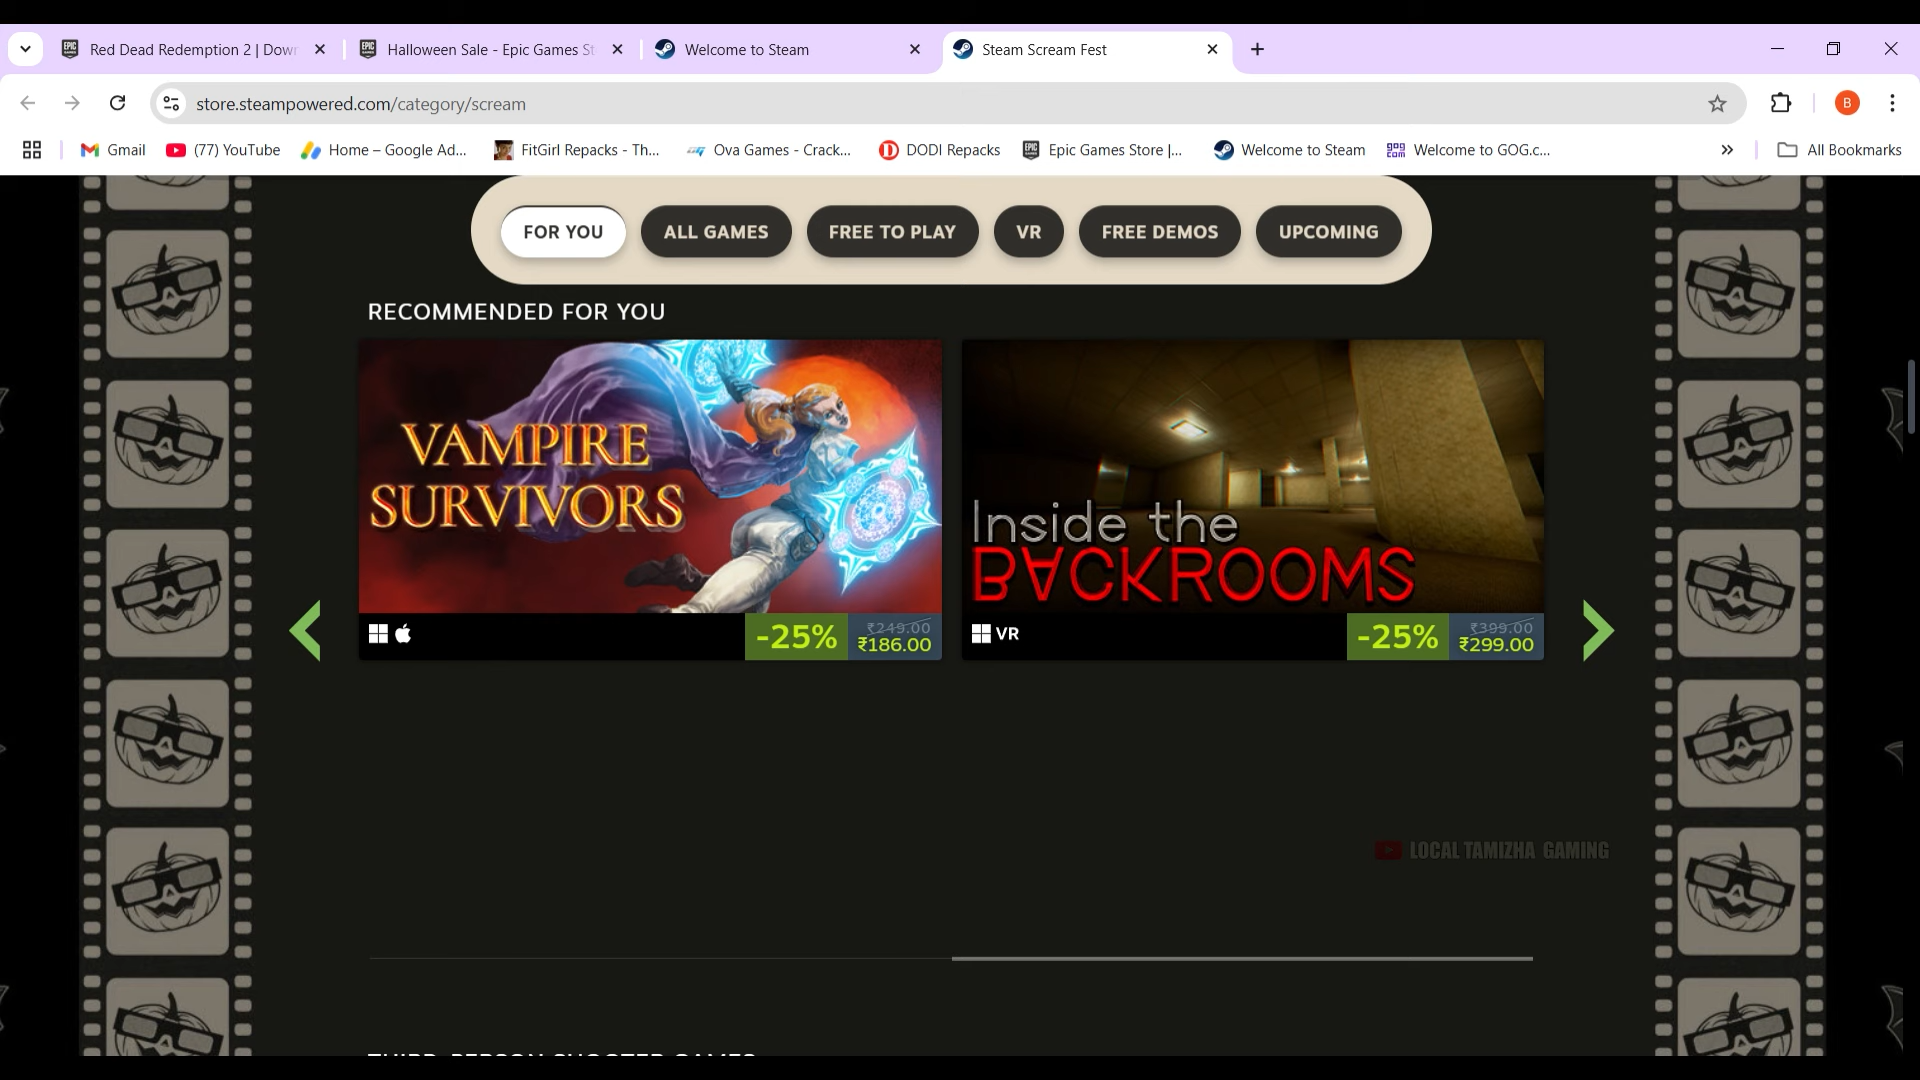 Red Dead Redemption 2 | Dow
Halloween Sale - Epic Games St
Welcome to Steam
Steam Scream Fest
store.steampowered.com/category/scream
B
Gmail
(77) YouTube
Home – Google Ad...
FitGirl Repacks - Th...
Ova Games - Crack...
DODI Repacks
Epic Games Store |...
Welcome to Steam
Welcome to GOG.c...
All Bookmarks
FOR YOU
ALL GAMES
FREE TO PLAY
VR
FREE DEMOS
UPCOMING
RECOMMENDED FOR YOU
VAMPIRE
SURVIVORS
Inside the
BACKROOMS
-25%
₹249.00
₹186.00
VR
-25%
₹399.00
₹299.00
LOCAL TAMIZHA GAMING
THIRD-PERSON SHOOTER GAMES